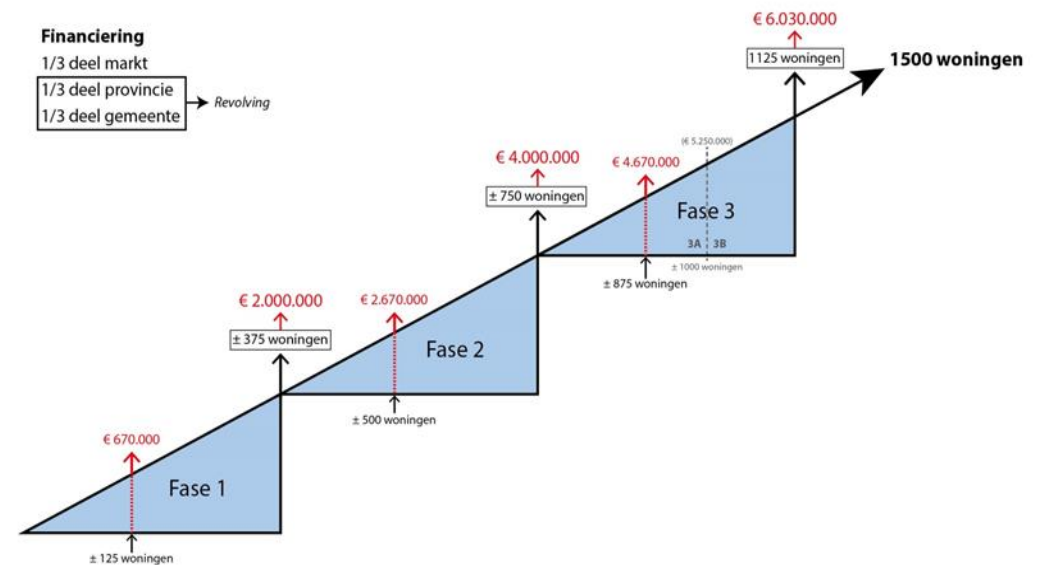 Financiering
1/3 deel markt
1/3 deel provincie
1/3 deel gemeente
Revolving
€ 6.030.000
1125 woningen
1500 woningen
€ 4.000.000
± 750 woningen
€ 4.670.000
(€ 5.250.000)
Fase 3
3A 3B
± 1000 woningen
± 875 woningen
€ 2.000.000
± 375 woningen
€ 2.670.000
Fase 2
± 500 woningen
€ 670.000
Fase 1
± 125 woningen